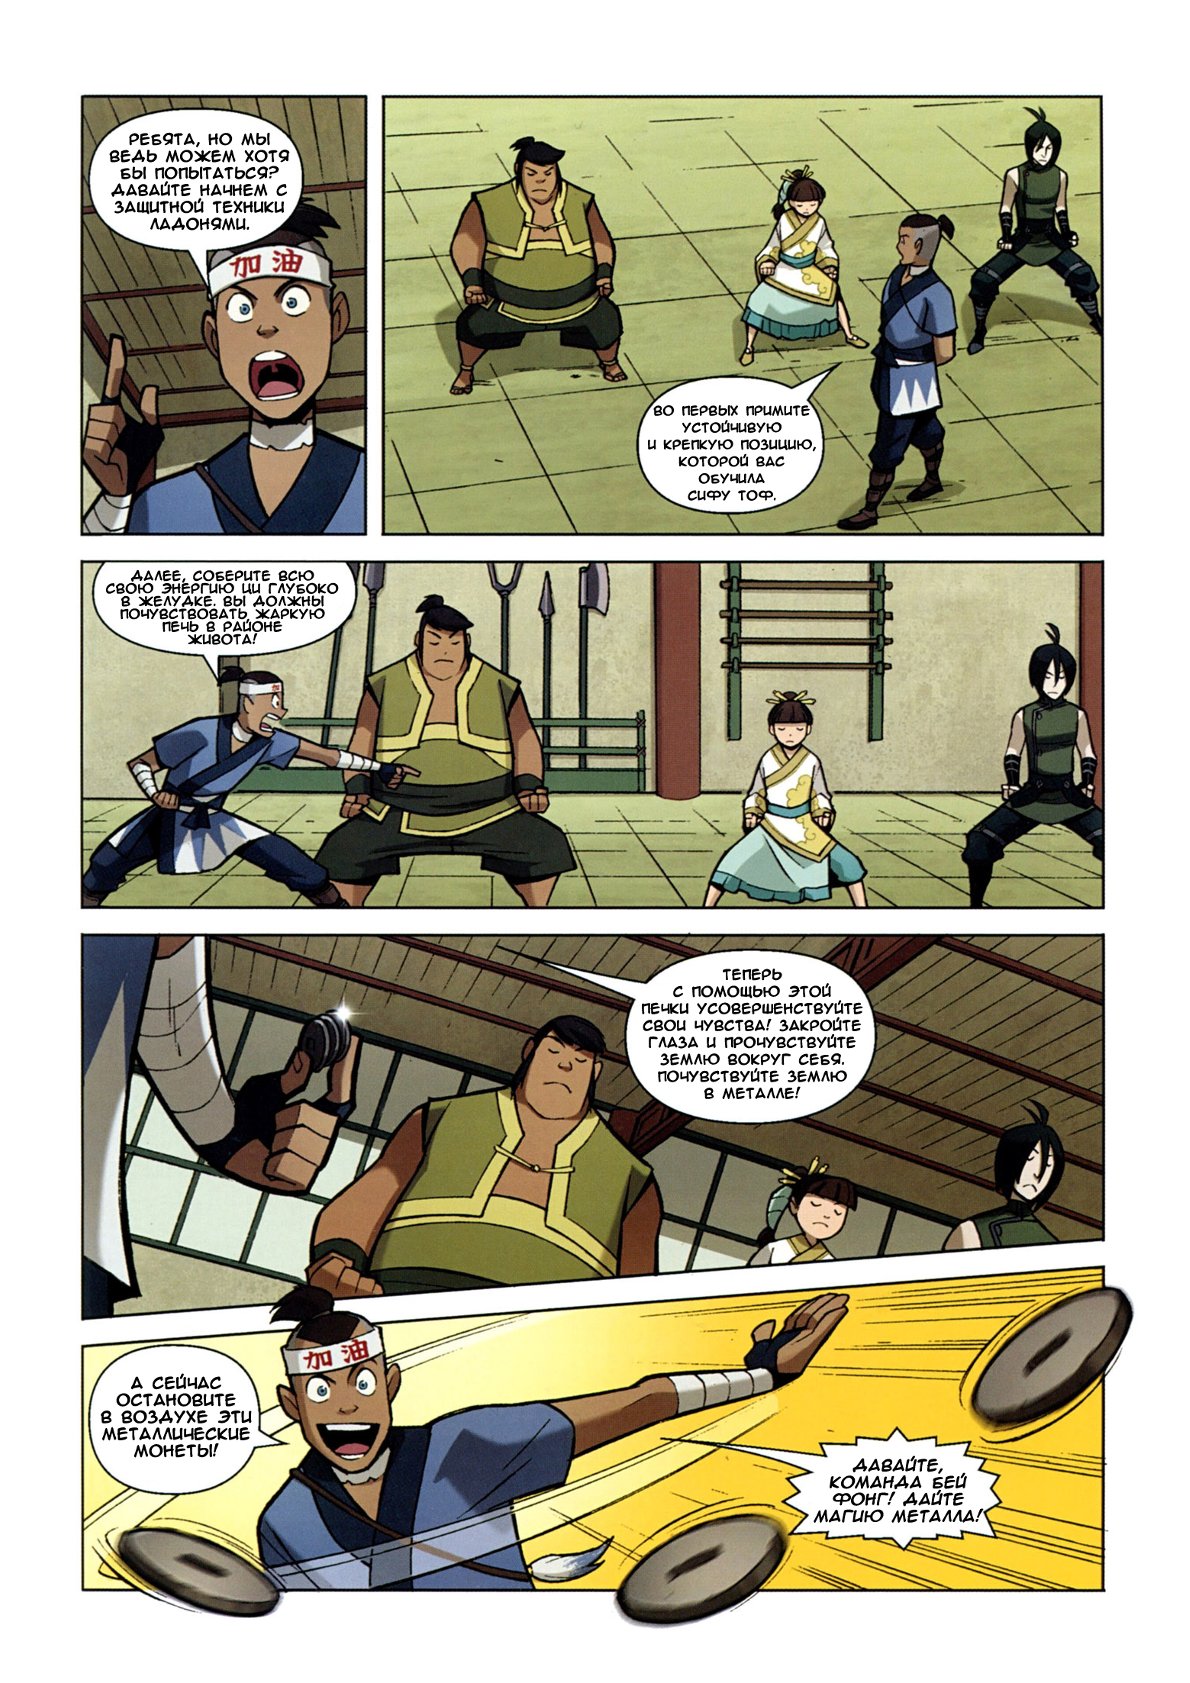 РЕБЯТА, НО МЫ
ВЕДЬ МОЖЕМ ХОТЯ
БЫ ПОПЫТАТЬСЯ?
ДАВАЙТЕ НАЧНЕМ С
ЗАЩИТНОЙ ТЕХНИКИ
ЛАДОНЯМИ.
加油
ВО ПЕРВЫХ ПРИМИТЕ
УСТОЙЧИВУЮ
И КРЕПКУЮ ПОЗИЦИЮ,
КОТОРОЙ ВАС
ОБУЧИЛА
СИФУ ТОФ.
ДАЛЕЕ, СОБЕРИТЕ ВСЮ
СВОЮ ЭНЕРГИЮ ЦИ ГЛУБОКО
В ЖЕЛУДКЕ. ВЫ ДОЛЖНЫ
ПОЧУВСТВОВАТЬ ЖАРКУЮ
ПЕЧЬ В РАЙОНЕ
ЖИВОТА!
加油
ТЕПЕРЬ
С ПОМОЩЬЮ ЭТОЙ
ПЕЧКИ УСОВЕРШЕНСТВУЙТЕ
СВОИ ЧУВСТВА! ЗАКРОЙТЕ
ГЛАЗА И ПРОЧУВСТВУЙТЕ
ЗЕМЛЮ ВОКРУГ СЕБЯ.
ПОЧУВСТВУЙТЕ ЗЕМЛЮ
В МЕТАЛЛЕ!
А СЕЙЧАС
ОСТАНОВИТЕ
В ВОЗДУХЕ ЭТИ
МЕТАЛЛИЧЕСКИЕ
МОНЕТЫ!
加油
ДАВАЙТЕ,
КОМАНДА БЕЙ
ФОНГ! ДАЙТЕ
МАГИЮ МЕТАЛЛА!